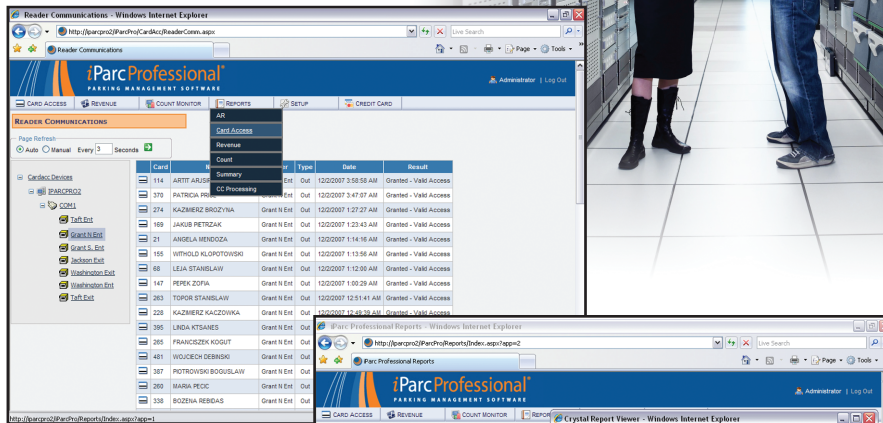 Reader Communications - Windows Internet Explorer
http://iparcpro2/iParcPro/CardAcc/ReaderComm.aspx
Live Search
Reader Communications
Page
Tools
iParcProfessional
PARKING MANAGEMENT SOFTWARE
Administrator | Log Out
CARD ACCESS REVENUE COUNT MONITOR REPORTS SETUP CREDIT CARD
READER COMMUNICATIONS
AR
Card Access
Revenue
Count
Summary
CC Processing
Page Refresh
Auto Manual Every 3 Seconds
Cardacc Devices
IPARCPRO2
COM1
Taft Ent
Grant N Ent
Grant S. Ent
Jackson Exit
Washington Exit
Washington Ent
Taft Exit
Card Type Date Result
114 ARTIT Ent Out 12/2/2007 3:58:58 AM Granted - Valid Access
370 PATRICIA Out 12/2/2007 3:47:07 AM Granted - Valid Access
274 KAZIMIERZ BROZYNA Grant N Ent Out 12/2/2007 1:27:27 AM Granted - Valid Access
169 JAKUB PIETRZAK Grant N Ent Out 12/2/2007 1:23:43 AM Granted - Valid Access
21 ANGELA MENDOZA Grant N Ent Out 12/2/2007 1:14:16 AM Granted - Valid Access
155 WITHOLD KLOPOTOWSKI Grant N Ent Out 12/2/2007 1:13:56 AM Granted - Valid Access
68 LEJA STANISLAW Grant N Ent Out 12/2/2007 1:12:00 AM Granted - Valid Access
147 PEPEK ZOFIA Grant N Ent Out 12/2/2007 1:00:29 AM Granted - Valid Access
263 TOPOR STANISLAW Grant N Ent Out 12/2/2007 12:51:41 AM Granted - Valid Access
228 KAZIMIERZ KACZOWKA Grant N Ent Out 12/2/2007 12:49:39 AM Granted - Valid Access
395 LINDA KTSANES Grant N Ent Out
265 FRANCISZEK KOGUT Grant N Ent Out
481 WOJCIECH DEBINSKI Grant N Ent Out
387 PIOTROWSKI BOGUSLAW Grant N Ent Out
260 MARIA PECIC Grant N Ent Out
338 BOZENA REBIDAS Grant N Ent Out
http://iparcpro2/iParcPro/Reports/Index.aspx?app=1
iParc Professional Reports - Windows Internet Explorer
http://iparcpro2/iParcPro/Reports/Index.aspx?app=2
Live Search
iParc Professional Reports
Page
Tools
iParcProfessional
PARKING MANAGEMENT SOFTWARE
Administrator | Log Out
CARD ACCESS REVENUE COUNT MONITOR REPOR
Crystal Report Viewer - Windows Internet Explorer